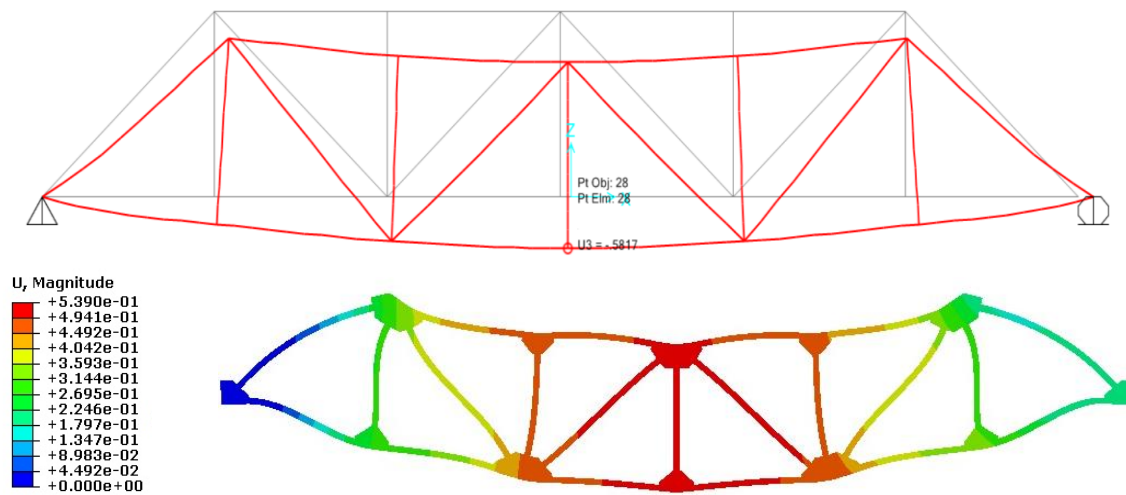 Z
Pt Obj: 28
Pt Elm: 28
X
U3 = -.5817
U, Magnitude
+5.390e-01
+4.941e-01
+4.492e-01
+4.042e-01
+3.593e-01
+3.144e-01
+2.695e-01
+2.246e-01
+1.797e-01
+1.347e-01
+8.983e-02
+4.492e-02
+0.000e+00